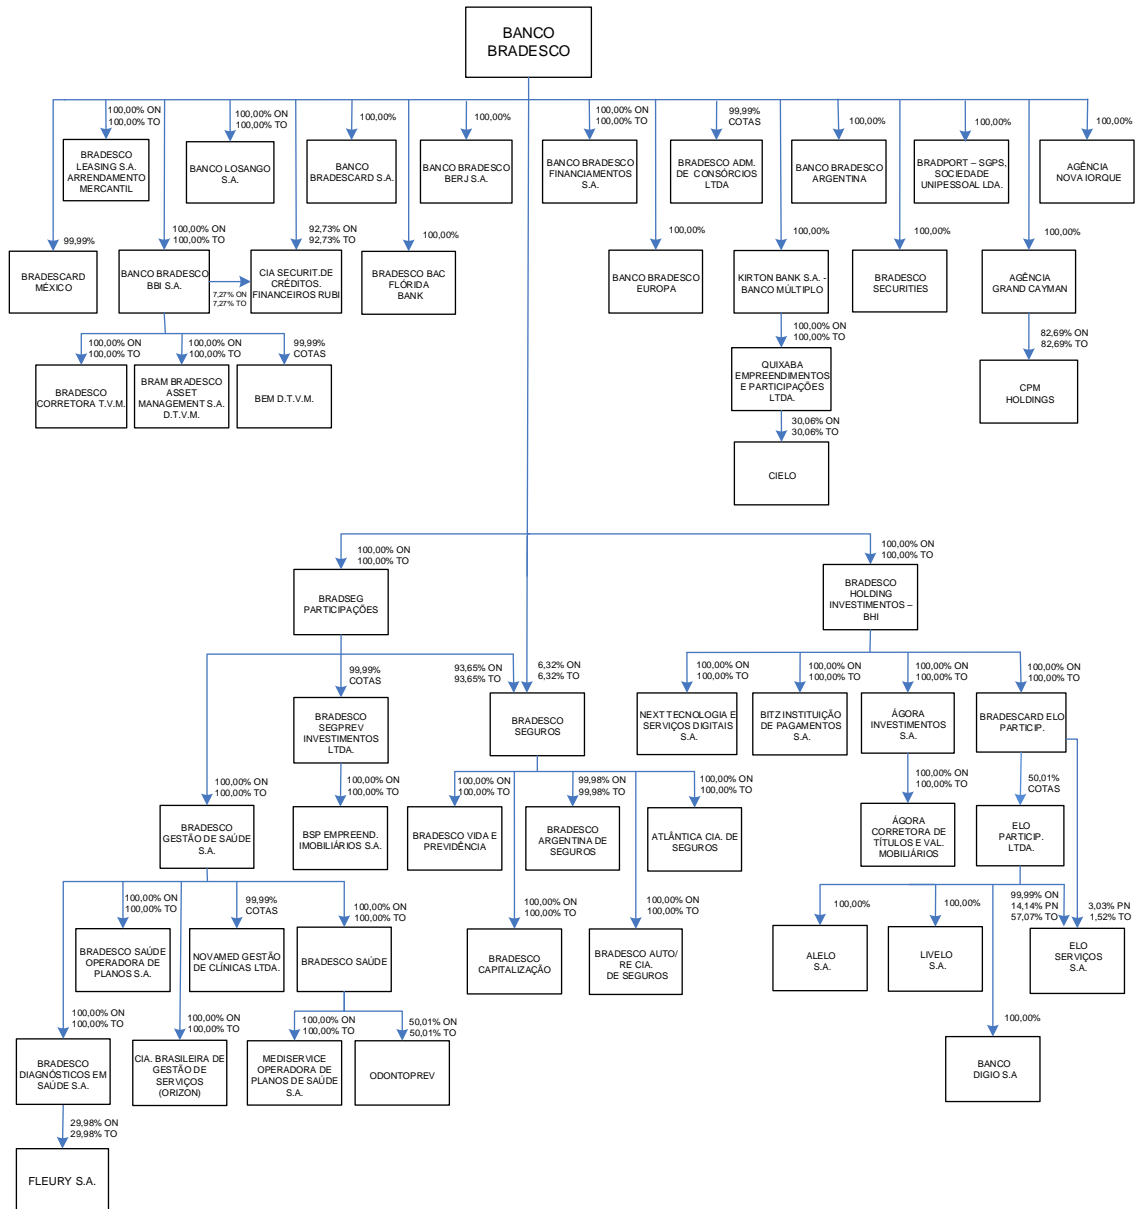 BANCO
BRADESCO
100,00% ON
100,00% TO
100,00% ON
100,00% TO
100,00%
100,00%
100,00% ON
100,00% TO
99,99%
COTAS
100,00%
100,00%
100,00%
BRADESCO
LEASING S.A.
ARRENDAMENTO
MERCANTIL
BANCO LOSANGO
S.A.
BANCO
BRADESCARD S.A.
BANCO BRADESCO
BERJ S.A.
BANCO BRADESCO
FINANCIAMENTOS
S.A.
BRADESCO ADM.
DE CONSÓRCIOS
LTDA
BANCO BRADESCO
ARGENTINA
BRADPORT – SGPS,
SOCIEDADE
UNIPESSOAL LDA.
AGÊNCIA
NOVA IORQUE
99,99%
100,00% ON
100,00% TO
92,73% ON
92,73% TO
100,00%
100,00%
100,00%
100,00%
100,00%
BRADESCARD
MÉXICO
BANCO BRADESCO
BBI S.A.
7,27% ON
7,27% TO
CIA SECURIT.DE
CRÉDITOS.
FINANCEIROS RUBI
BRADESCO BAC
FLÓRIDA
BANK
BANCO BRADESCO
EUROPA
KIRTON BANK S.A. -
BANCO MÚLTIPLO
BRADESCO
SECURITIES
AGÊNCIA
GRAND CAYMAN
100,00% ON
100,00% TO
100,00% ON
100,00% TO
99,99%
COTAS
100,00% ON
100,00% TO
82,69% ON
82,69% TO
BRADESCO
CORRETORA T.V.M.
BRAM BRADESCO
ASSET
MANAGEMENT S.A.
D.T.V.M.
BEM D.T.V.M.
QUIXABA
EMPREENDIMENTOS
E PARTICIPAÇÕES
LTDA.
CPM
HOLDINGS
30,06% ON
30,06% TO
CIELO
100,00% ON
100,00% TO
100,00% ON
100,00% TO
BRADSEG
PARTICIPAÇÕES
BRADESCO
HOLDING
INVESTIMENTOS –
BHI
99,99%
COTAS
93,65% ON
93,65% TO
6,32% ON
6,32% TO
100,00% ON
100,00% TO
100,00% ON
100,00% TO
100,00% ON
100,00% TO
100,00% ON
100,00% TO
BRADESCO
SEGPREV
INVESTIMENTOS
LTDA.
BRADESCO
SEGUROS
NEXT TECNOLOGIA E
SERVIÇOS DIGITAIS
S.A.
BITZ INSTITUIÇÃO
DE PAGAMENTOS
S.A.
ÁGORA
INVESTIMENTOS
S.A.
BRADESCARD ELO
PARTICIP.
100,00% ON
100,00% TO
100,00% ON
100,00% TO
100,00% ON
100,00% TO
99,98% ON
99,98% TO
100,00% ON
100,00% TO
100,00% ON
100,00% TO
50,01%
COTAS
BRADESCO
GESTÃO DE SAÚDE
S.A.
BSP EMPREEND.
IMOBILIÁRIOS S.A.
BRADESCO VIDA E
PREVIDÊNCIA
BRADESCO
ARGENTINA DE
SEGUROS
ATLÂNTICA CIA. DE
SEGUROS
ÁGORA
CORRETORA DE
TÍTULOS E VAL.
MOBILIÁRIOS
ELO
PARTICIP.
LTDA.
100,00% ON
100,00% TO
99,99%
COTAS
100,00% ON
100,00% TO
100,00% ON
100,00% TO
100,00% ON
100,00% TO
100,00%
100,00%
99,99% ON
14,14% PN
57,07% TO
3,03% PN
1,52% TO
BRADESCO SAÚDE
OPERADORA DE
PLANOS S.A.
NOVAMED GESTÃO
DE CLÍNICAS LTDA.
BRADESCO SAÚDE
BRADESCO
CAPITALIZAÇÃO
BRADESCO AUTO/
RE CIA.
DE SEGUROS
ALELO
S.A.
LIVELO
S.A.
ELO
SERVIÇOS
S.A.
100,00% ON
100,00% TO
100,00% ON
100,00% TO
100,00% ON
100,00% TO
50,01% ON
50,01% TO
100,00%
BRADESCO
DIAGNÓSTICOS EM
SAÚDE S.A.
CIA. BRASILEIRA DE
GESTÃO DE
SERVIÇOS
(ORIZON)
MEDISERVICE
OPERADORA DE
PLANOS DE SAÚDE
S.A.
ODONTOPREV
BANCO
DIGIO S.A
29,98% ON
29,98% TO
FLEURY S.A.